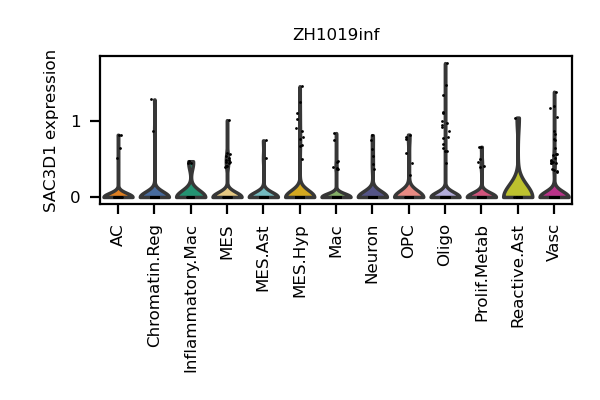 ZH1019inf
SAC3D1 expression
1
0
AC
Chromatin.Reg
Inflammatory.Mac
MES
MES.Ast
MES.Hyp
Mac
Neuron
OPC
Oligo
Prolif.Metab
Reactive.Ast
Vasc